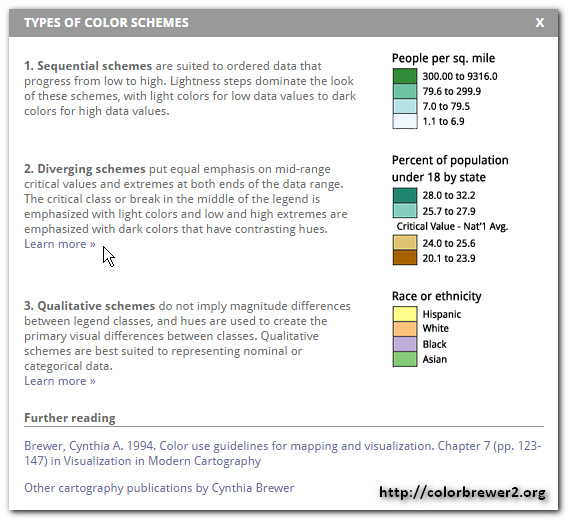 TYPES OF COLOR SCHEMES X
1. Sequential schemes are suited to ordered data that
progress from low to high. Lightness steps dominate the look
of these schemes, with light colors for low data values to dark
colors for high data values.
People per sq. mile
300.00 to 9316.0
79.6 to 299.9
7.0 to 79.5
1.1 to 6.9
2. Diverging schemes put equal emphasis on mid-range
critical values and extremes at both ends of the data range.
The critical class or break in the middle of the legend is
emphasized with light colors and low and high extremes are
emphasized with dark colors that have contrasting hues.
Learn more »
Percent of population
under 18 by state
28.0 to 32.2
25.7 to 27.9
Critical Value - Nat'1 Avg.
24.0 to 25.6
20.1 to 23.9
3. Qualitative schemes do not imply magnitude differences
between legend classes, and hues are used to create the
primary visual differences between classes. Qualitative
schemes are best suited to representing nominal or
categorical data.
Learn more »
Race or ethnicity
Hispanic
White
Black
Asian
Further reading
Brewer, Cynthia A. 1994. Color use guidelines for mapping and visualization. Chapter 7 (pp. 123-
147) in Visualization in Modern Cartography
Other cartography publications by Cynthia Brewer
http://colorbrewer2.org